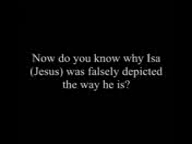 Now do you know why Isa
(Jesus) was falsely depicted
the way he is?